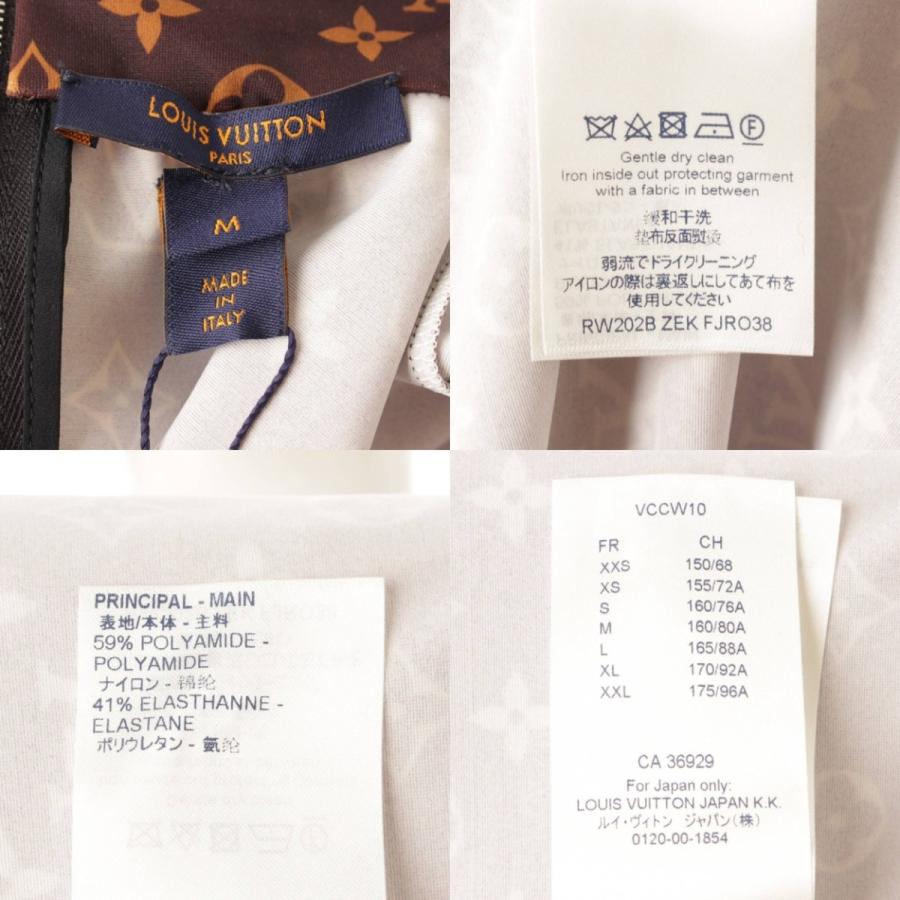 LOUIS VUITTON
PARIS
M
MADE
IN
ITALY
F
Gentle dry clean
Iron inside out protecting garment
with a fabric in between
缓和干洗
垫布反面熨烫
弱流でドライクリーニング
アイロンの際は裏返しにしてあて布を
使用してください
RW202B ZEK FJRO38
PRINCIPAL - MAIN
表地/本体 - 主料
59% POLYAMIDE -
POLYAMIDE
ナイロン - 锦纶
41% ELASTHANNE -
ELASTANE
ポリウレタン - 氨纶
VCCW10
FR CH
XXS 150/68
XS 155/72A
S 160/76A
M 160/80A
L 165/88A
XL 170/92A
XXL 175/96A
CA 36929
For Japan only:
LOUIS VUITTON JAPAN K.K.
ルイ・ヴィトン ジャパン(株)
0120-00-1854